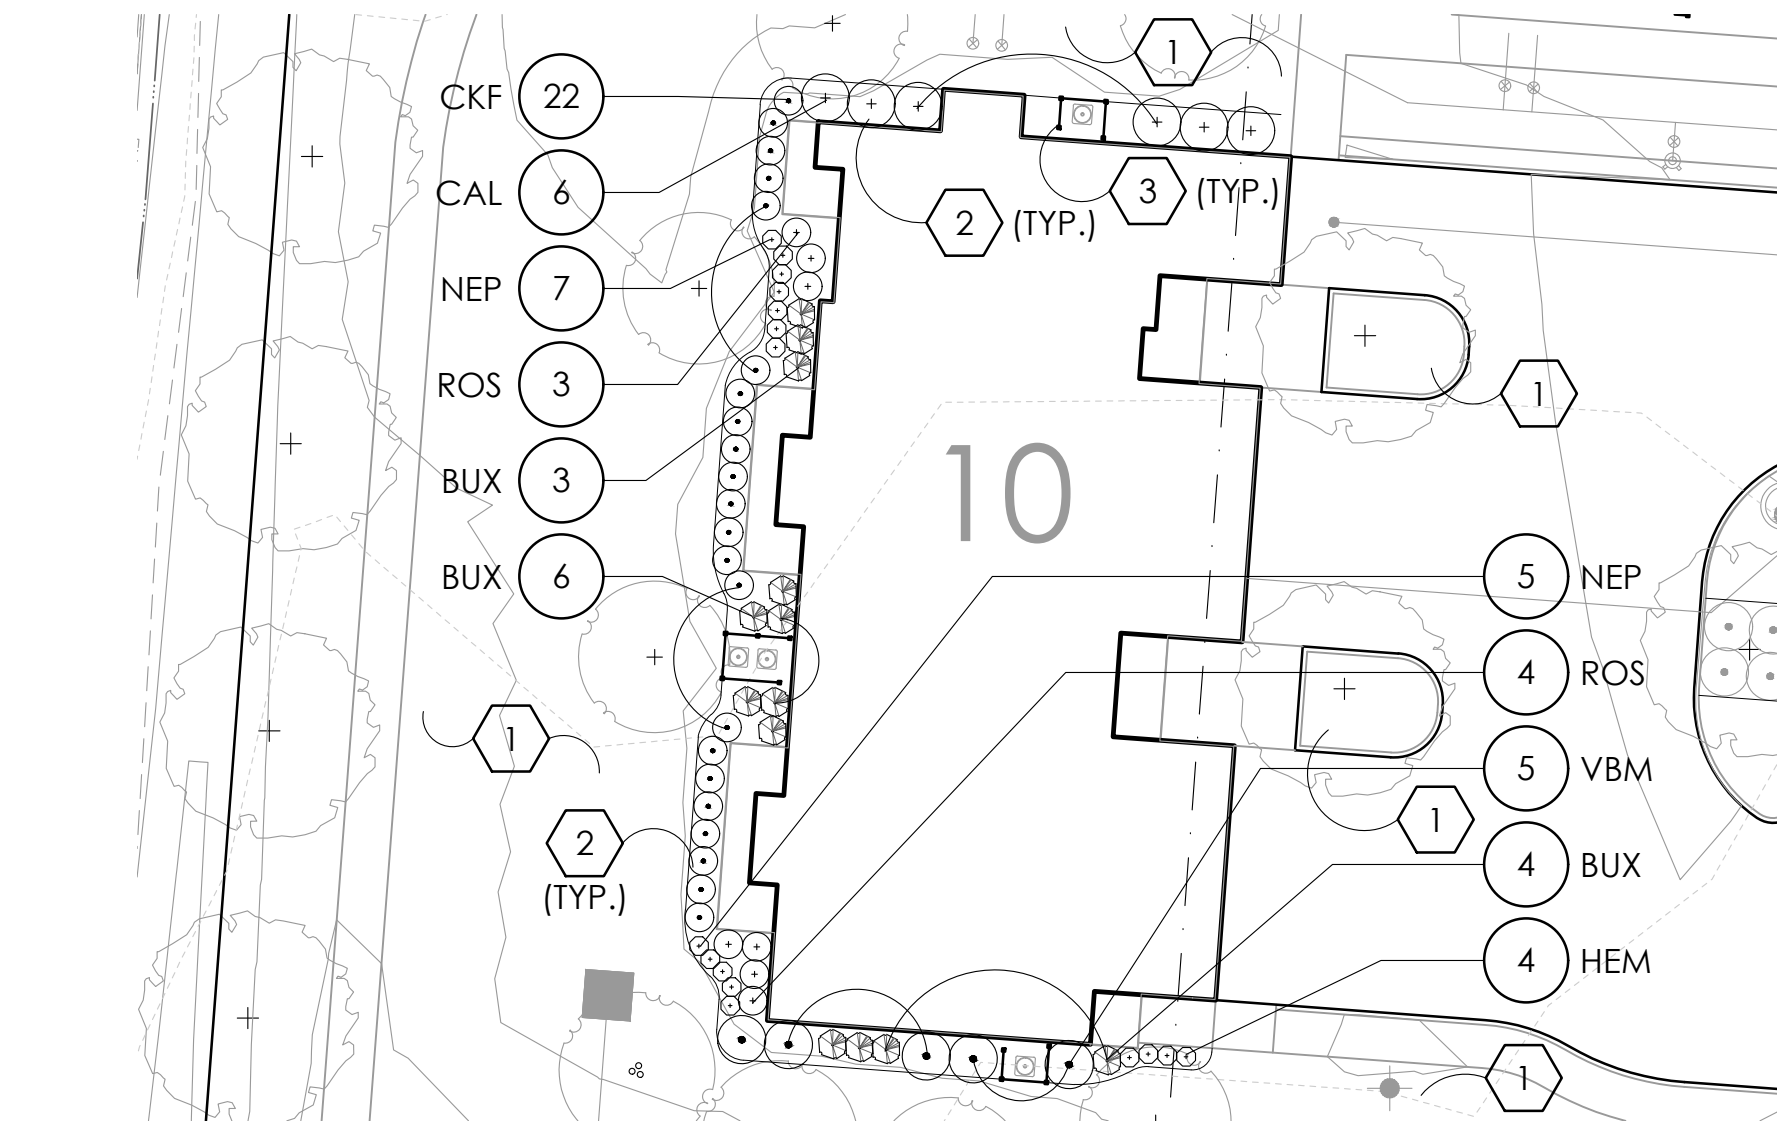 1
CKF 22
CAL 6
3 (TYP.)
2 (TYP.)
NEP 7
ROS 3
1
BUX 3
10
BUX 6
5 NEP
4 ROS
1
5 VBM
1
2
(TYP.)
4 BUX
4 HEM
1